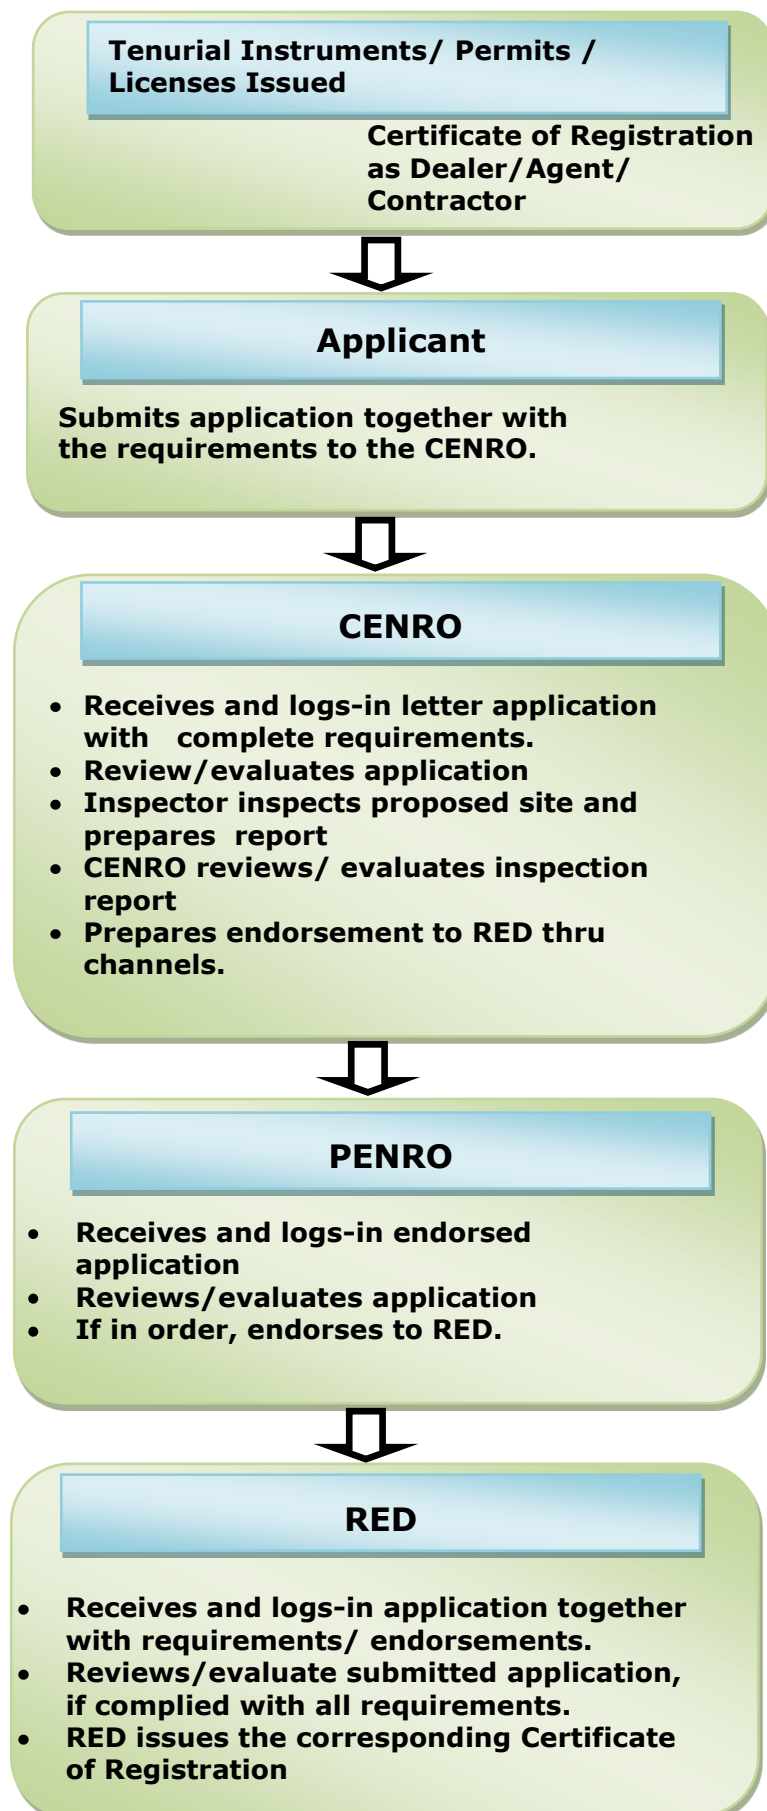 Tenurial Instruments/ Permits /
Licenses Issued
Certificate of Registration
as Dealer/Agent/
Contractor
Applicant
Submits application together with
the requirements to the CENRO.
CENRO
• Receives and logs-in letter application
with complete requirements.
• Review/evaluates application
• Inspector inspects proposed site and
prepares report
• CENRO reviews/ evaluates inspection
report
• Prepares endorsement to RED thru
channels.
PENRO
• Receives and logs-in endorsed
application
• Reviews/evaluates application
• If in order, endorses to RED.
RED
• Receives and logs-in application together
with requirements/ endorsements.
• Reviews/evaluate submitted application,
if complied with all requirements.
• RED issues the corresponding Certificate
of Registration